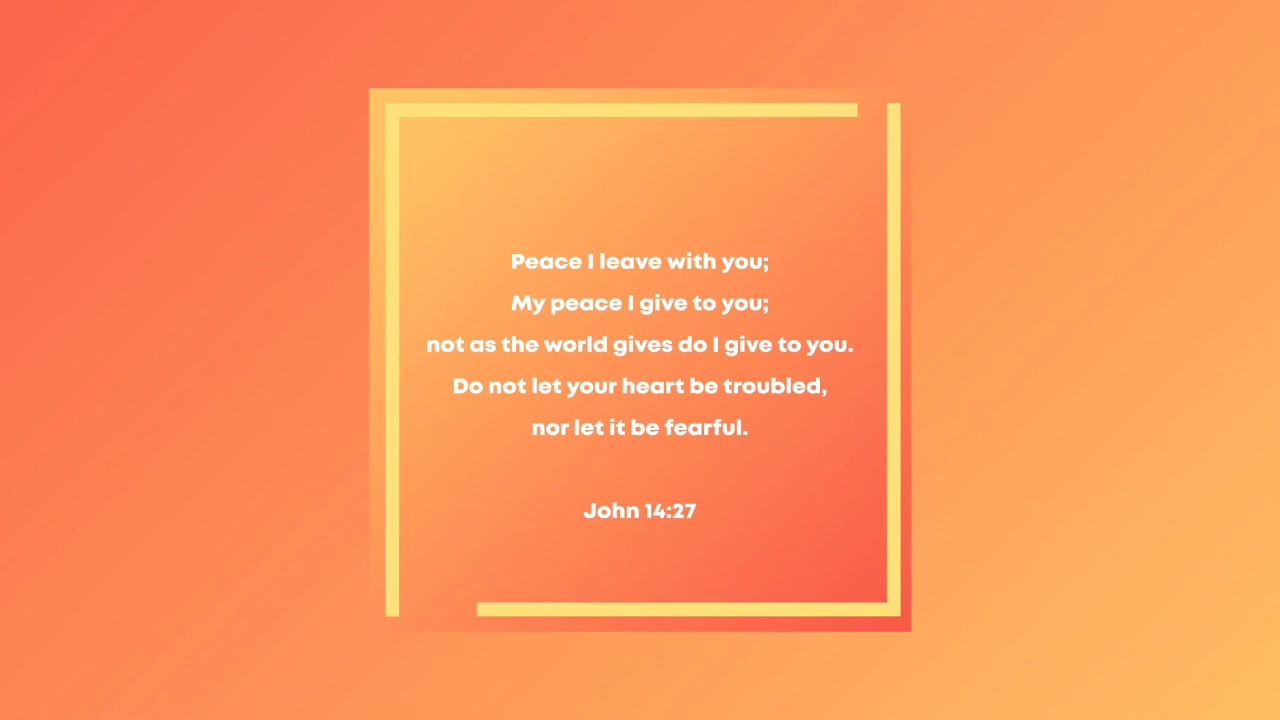 Peace I leave with you;
My peace I give to you;
not as the world gives do I give to you.
Do not let your heart be troubled,
nor let it be fearful.
John 14:27